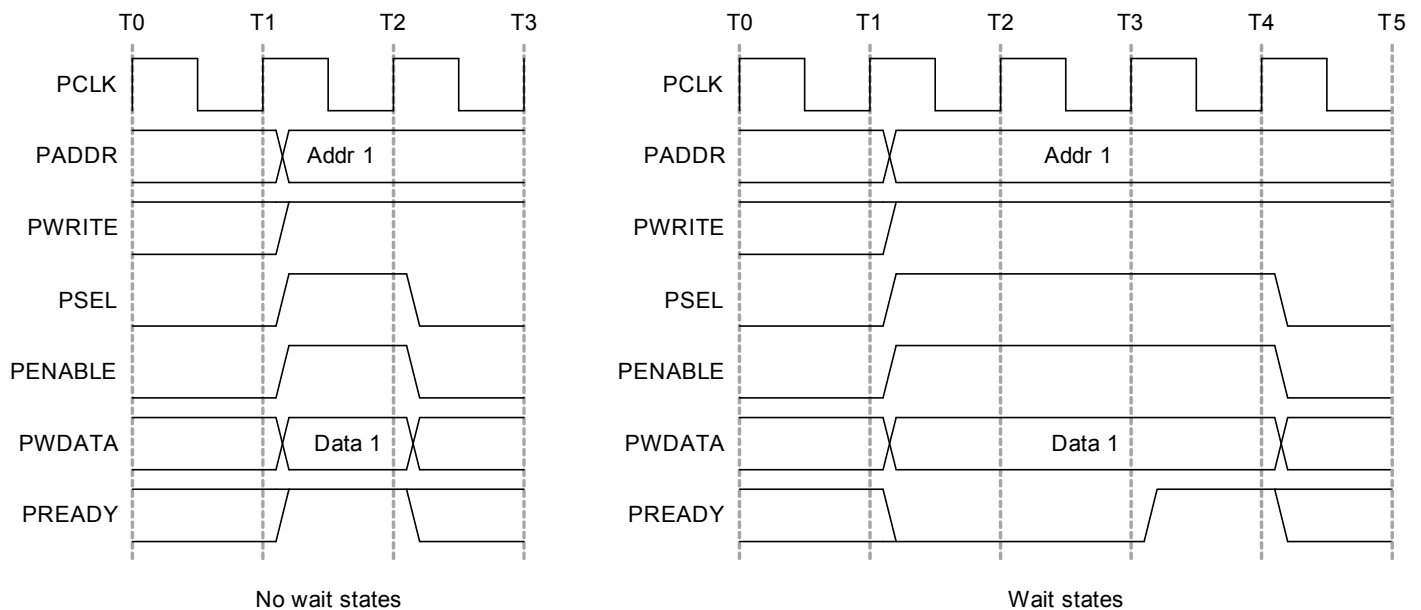 T0 T1 T2 T3
PCLK
PADDR Addr 1
PWRITE
PSEL
PENABLE
PWDATA Data 1
PREADY
No wait states
T0 T1 T2 T3 T4 T5
PCLK
PADDR Addr 1
PWRITE
PSEL
PENABLE
PWDATA Data 1
PREADY
Wait states